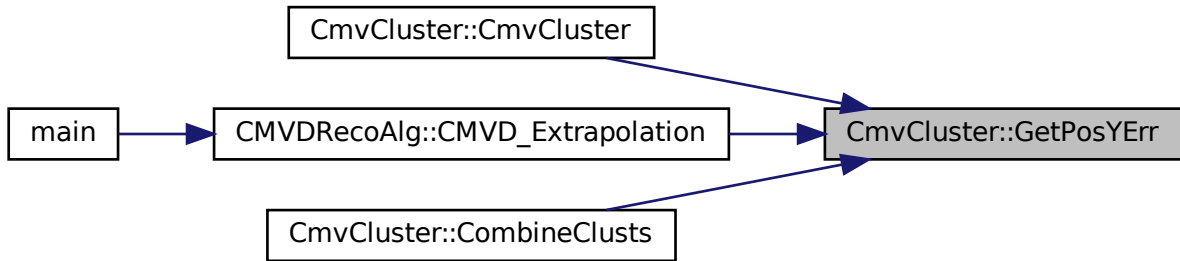 CmvCluster::CmvCluster
main
CMVDRecoAlg::CMVD_Extrapolation
CmvCluster::GetPosYErr
CmvCluster::CombineClusts